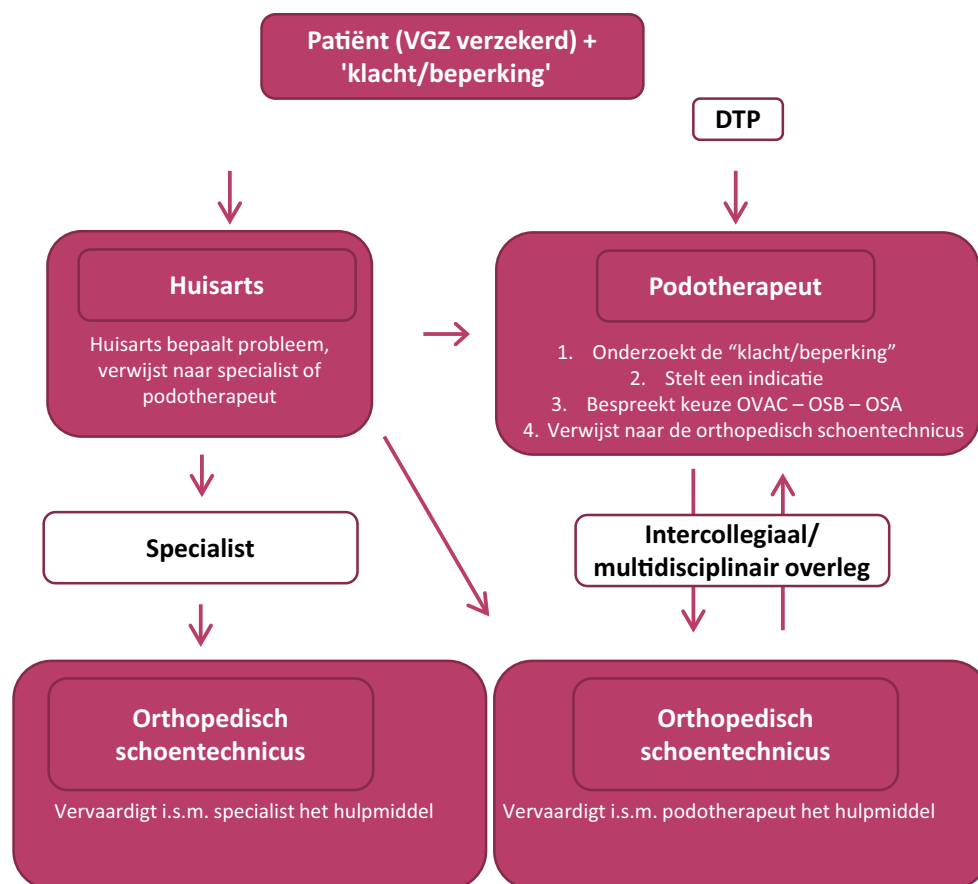 Patiënt (VGZ verzekerd) +
'klacht/beperking'
DTP
Huisarts
Huisarts bepaalt probleem,
verwijst naar specialist of
podotherapeut
Podotherapeut
1. Onderzoekt de “klacht/beperking”
2. Stelt een indicatie
3. Bespreekt keuze OVAC – OSB – OSA
4. Verwijst naar de orthopedisch schoentechnicus
Specialist
Intercollegiaal/
multidisciplinair overleg
Orthopedisch
schoentechnicus
Vervaardigt i.s.m. specialist het hulpmiddel
Orthopedisch
schoentechnicus
Vervaardigt i.s.m. podotherapeut het hulpmiddel